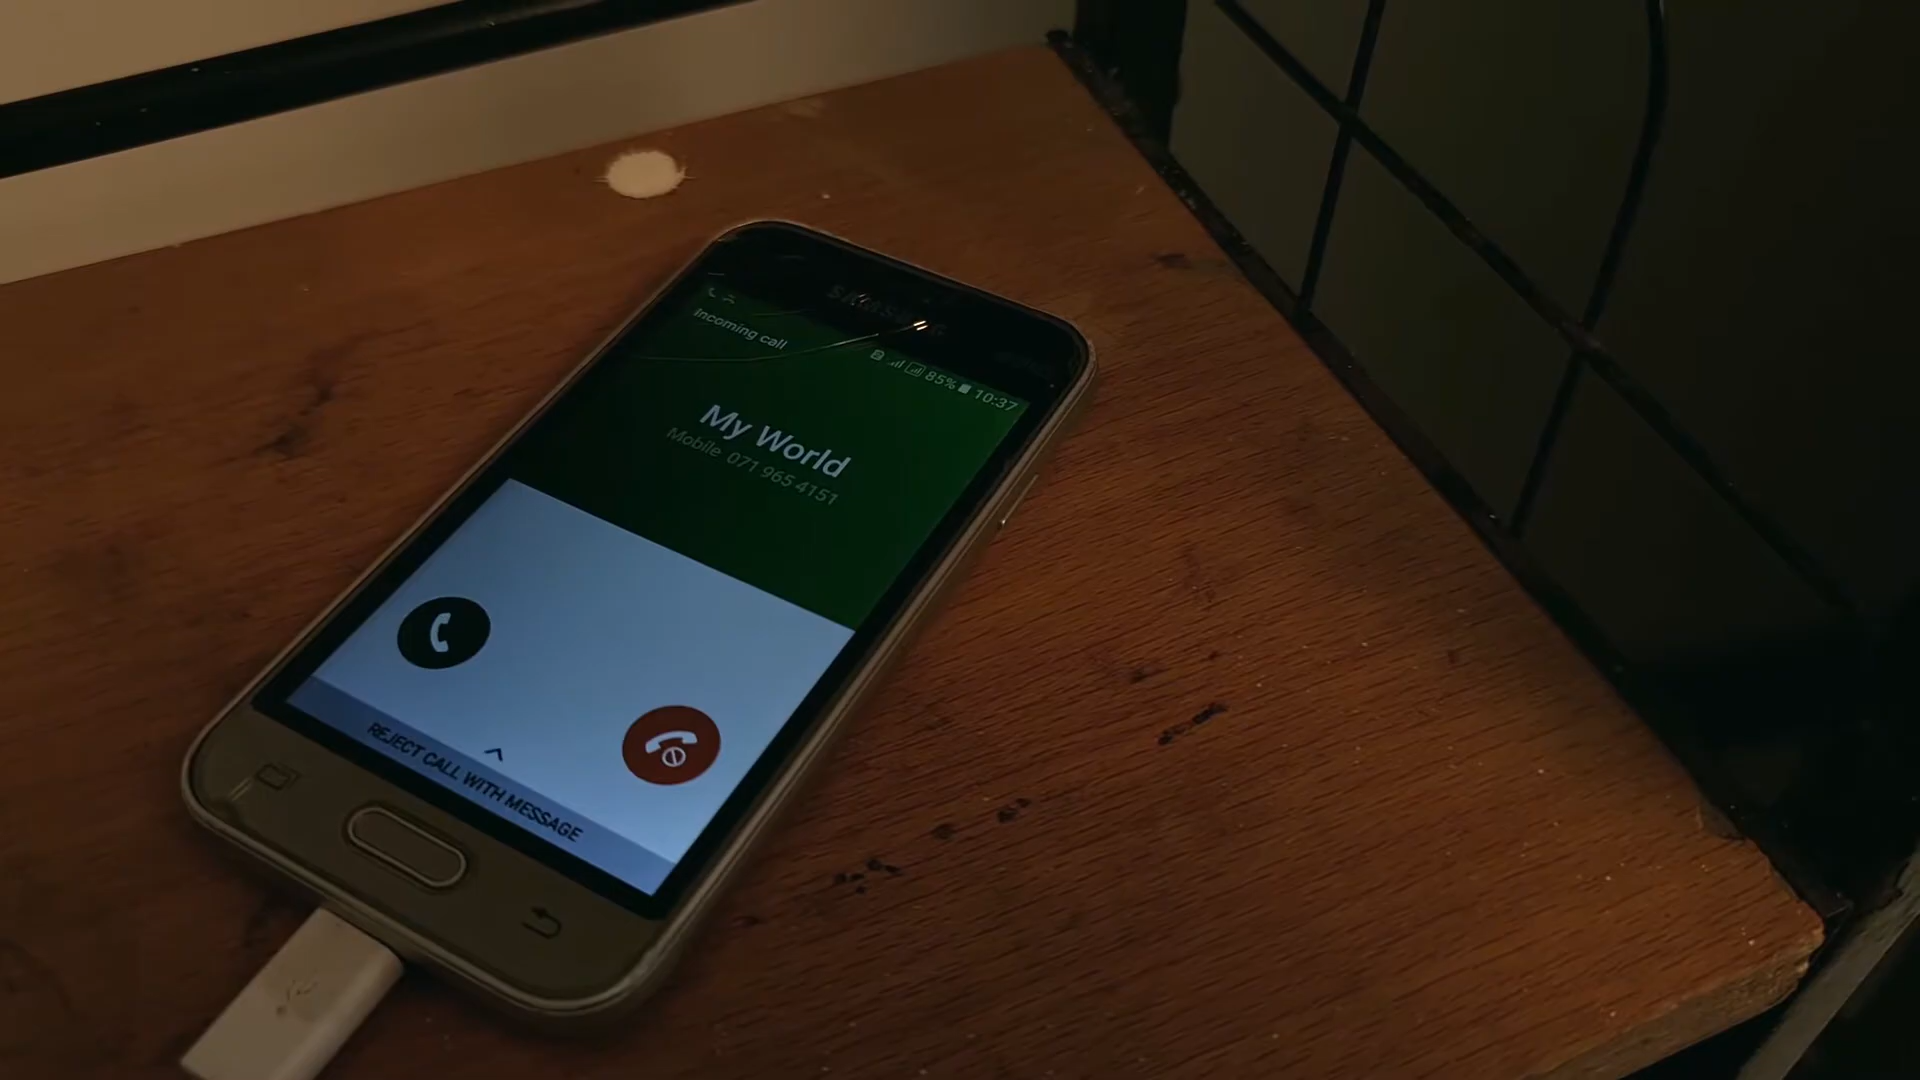 SAMSUNG
Incoming call
85% 10:37
My World
Mobile 071 965 4151
REJECT CALL WITH MESSAGE